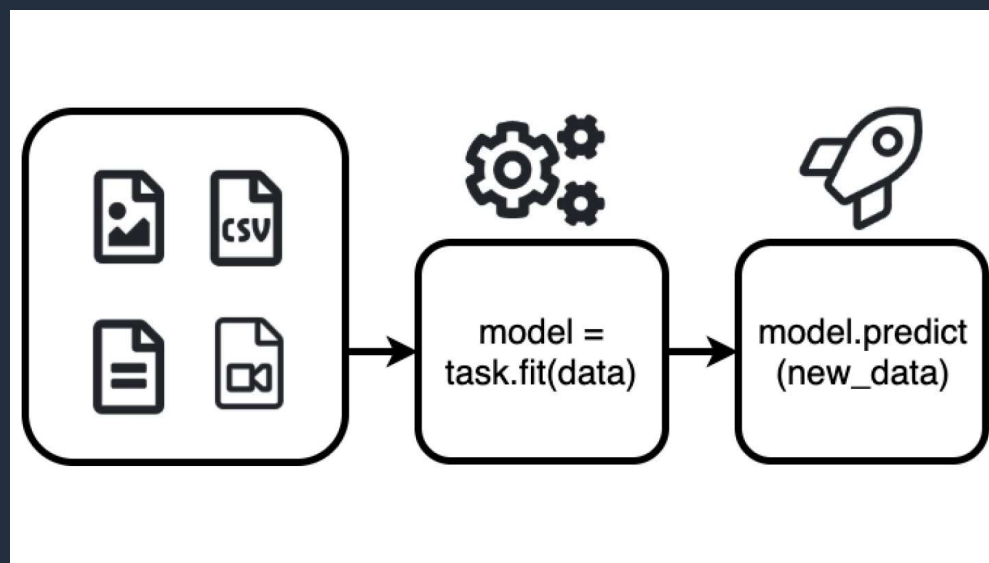 CSV
model =
task.fit(data)
model.predict
(new_data)